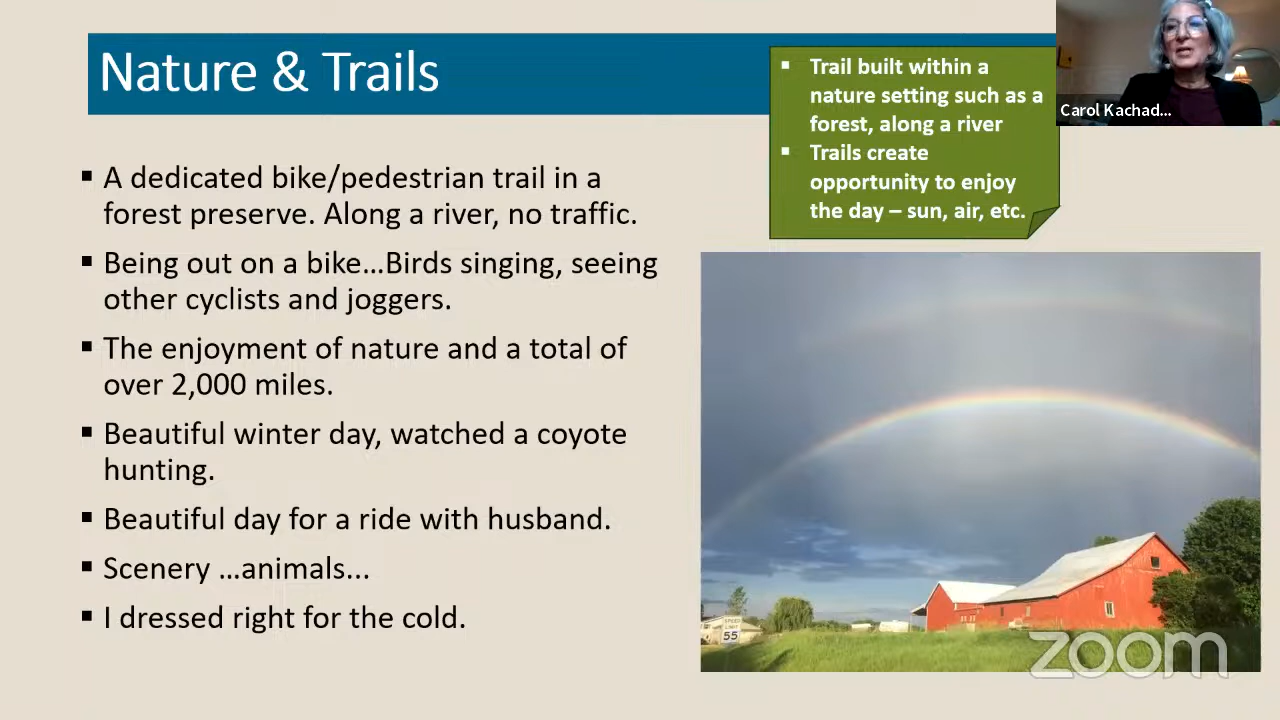 Nature & Trails
▪ Trail built within a
nature setting such as a
forest, along a river
▪ Trails create
opportunity to enjoy
the day – sun, air, etc.
Carol Kachad...
▪ A dedicated bike/pedestrian trail in a
forest preserve. Along a river, no traffic.
▪ Being out on a bike…Birds singing, seeing
other cyclists and joggers.
▪ The enjoyment of nature and a total of
over 2,000 miles.
▪ Beautiful winter day, watched a coyote
hunting.
▪ Beautiful day for a ride with husband.
▪ Scenery …animals...
▪ I dressed right for the cold.
SPEED
LIMIT
55
zoom